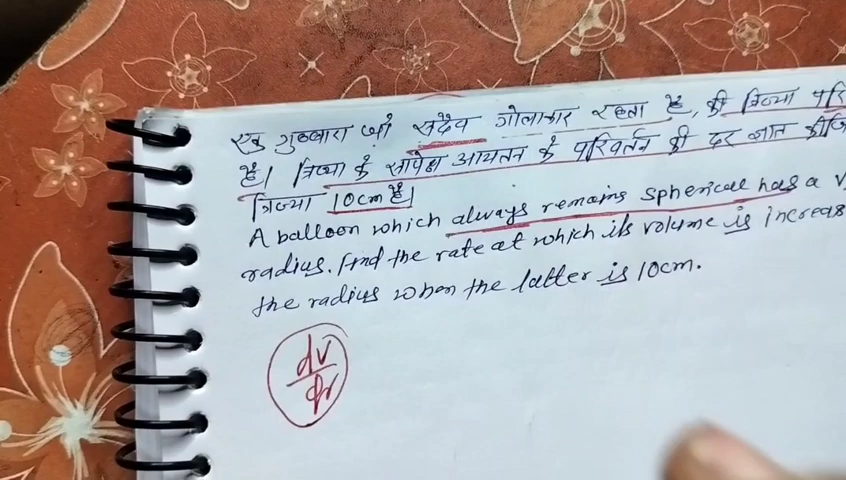 एक गुब्बारा जो सदैव गोलाकार रहता है, की त्रिज्या परि
है। त्रिज्या के सापेक्ष आयतन के परिवर्तन की दर ज्ञात कीजि
त्रिज्या 10cm है।
A balloon which always remains spherical has a v
radius. find the rate at which its volume is increas
the radius when the latter is 10cm.
dv
dr